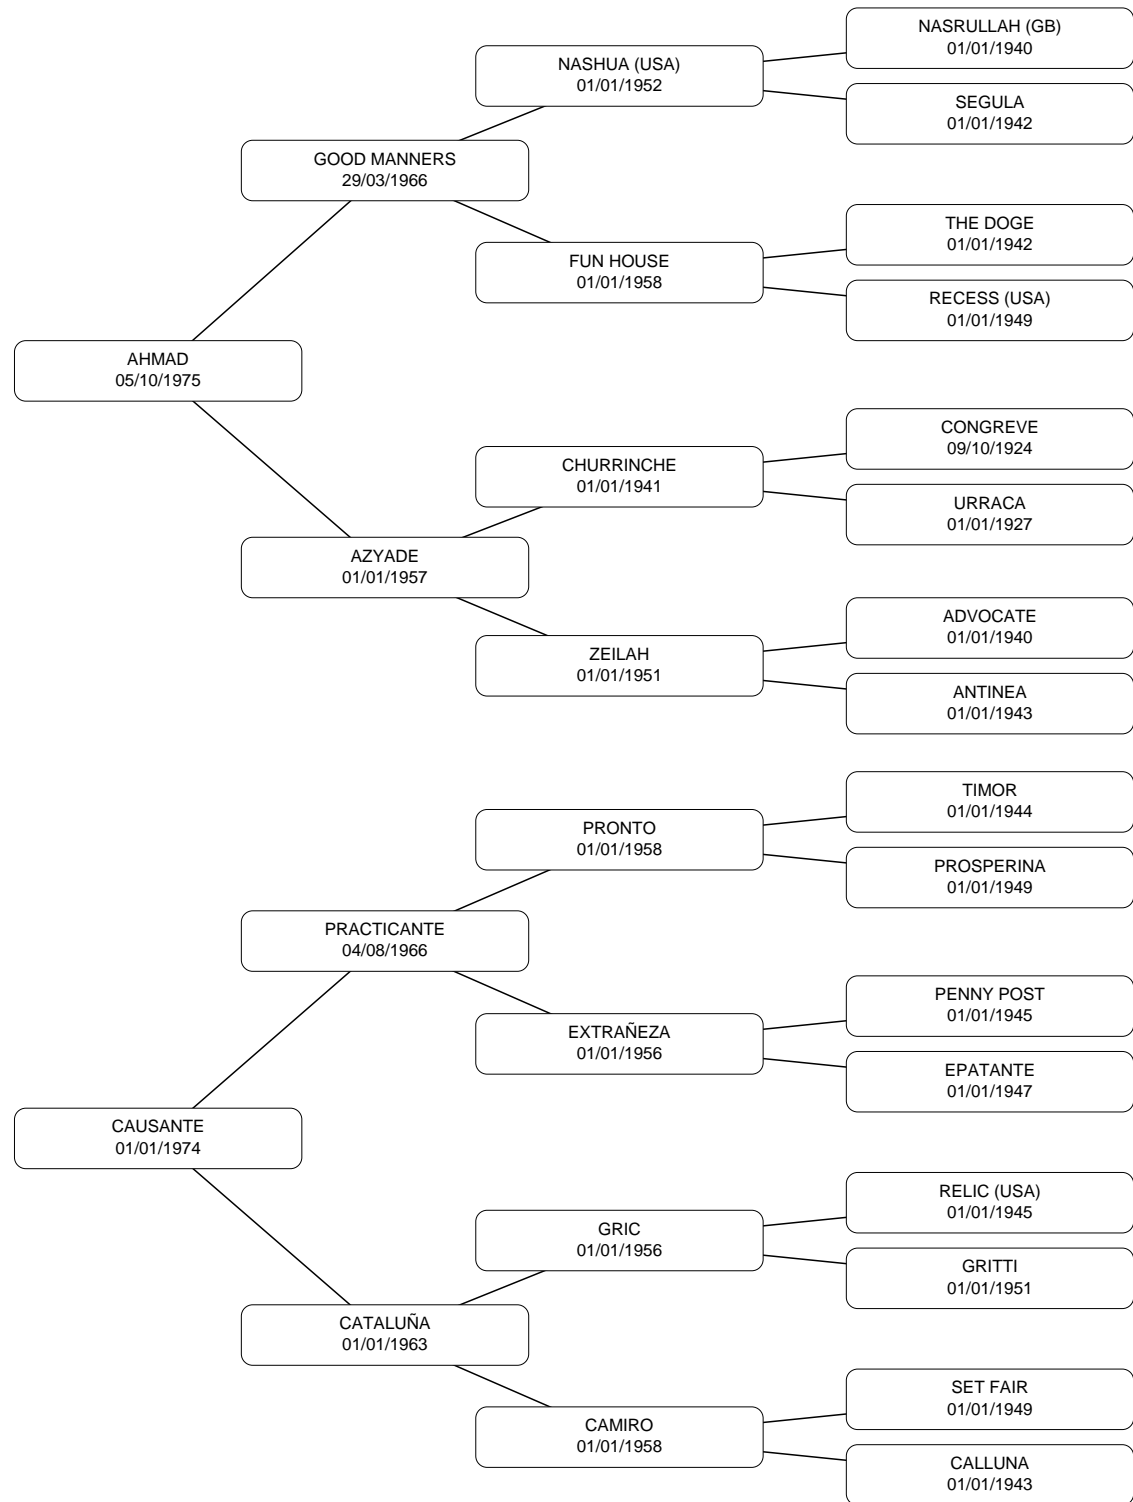 NASRULLAH (GB)
01/01/1940
NASHUA (USA)
01/01/1952
SEGULA
01/01/1942
GOOD MANNERS
29/03/1966
THE DOGE
01/01/1942
FUN HOUSE
01/01/1958
RECESS (USA)
01/01/1949
AHMAD
05/10/1975
CONGREVE
09/10/1924
CHURRINCHE
01/01/1941
URRACA
01/01/1927
AZYADE
01/01/1957
ADVOCATE
01/01/1940
ZEILAH
01/01/1951
ANTINEA
01/01/1943
TIMOR
01/01/1944
PRONTO
01/01/1958
PROSPERINA
01/01/1949
PRACTICANTE
04/08/1966
PENNY POST
01/01/1945
EXTRAÑEZA
01/01/1956
EPATANTE
01/01/1947
CAUSANTE
01/01/1974
RELIC (USA)
01/01/1945
GRIC
01/01/1956
GRITTI
01/01/1951
CATALUÑA
01/01/1963
SET FAIR
01/01/1949
CAMIRO
01/01/1958
CALLUNA
01/01/1943